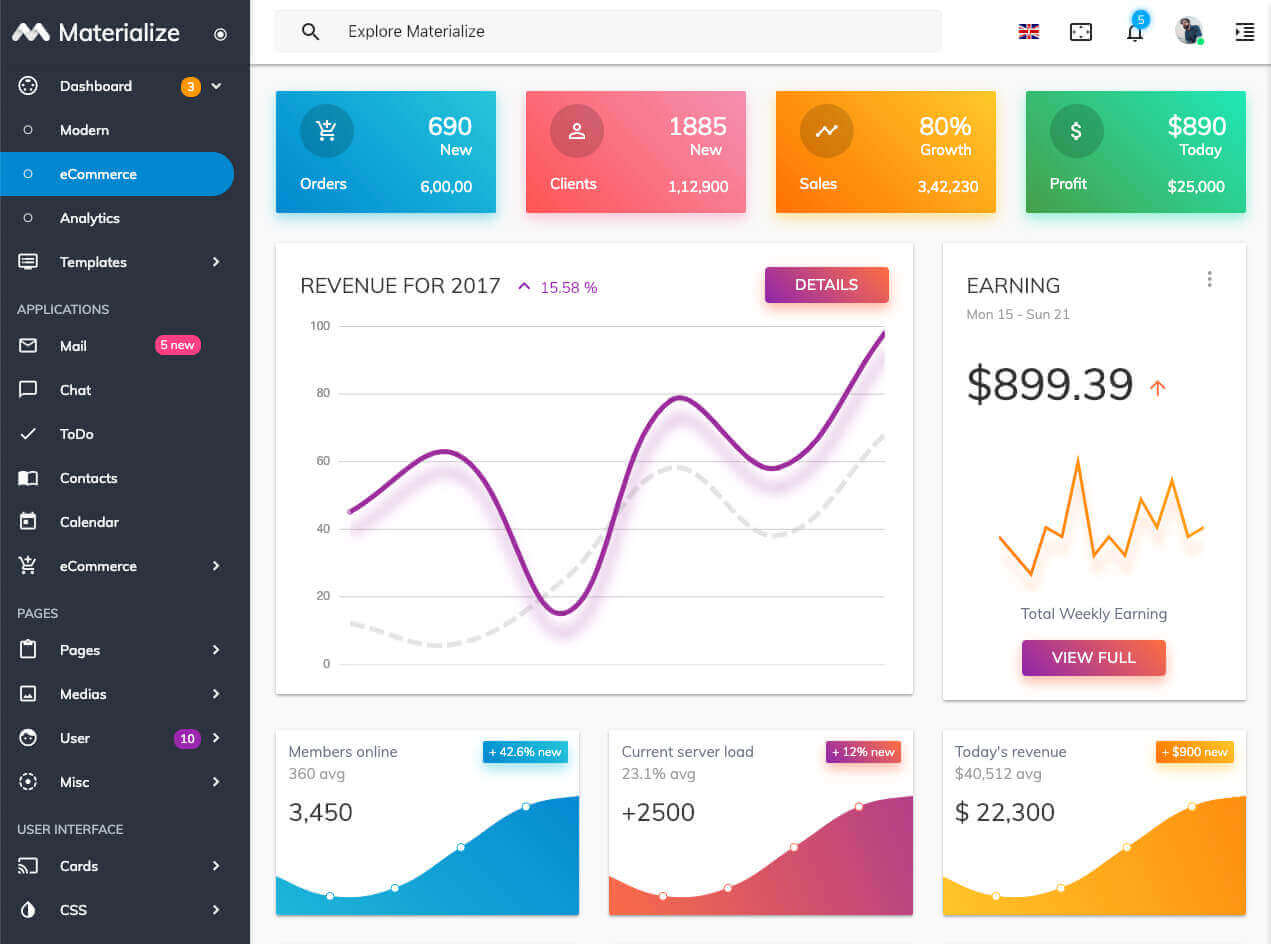 Materialize
Dashboard 3
Modern
eCommerce
Analytics
Templates
APPLICATIONS
Mail 5 new
Chat
ToDo
Contacts
Calendar
eCommerce
PAGES
Pages
Medias
User 10
Misc
USER INTERFACE
Cards
CSS
Explore Materialize
5
690
New
Orders 6,00,00
1885
New
Clients 1,12,900
80%
Growth
Sales 3,42,230
$
$890
Today
Profit $25,000
REVENUE FOR 2017 15.58 % DETAILS
100
80
60
40
20
0
EARNING
Mon 15 - Sun 21
$899.39
Total Weekly Earning
VIEW FULL
Members online + 42.6% new
360 avg
3,450
Current server load + 12% new
23.1% avg
+2500
Today's revenue + $900 new
$40,512 avg
$ 22,300